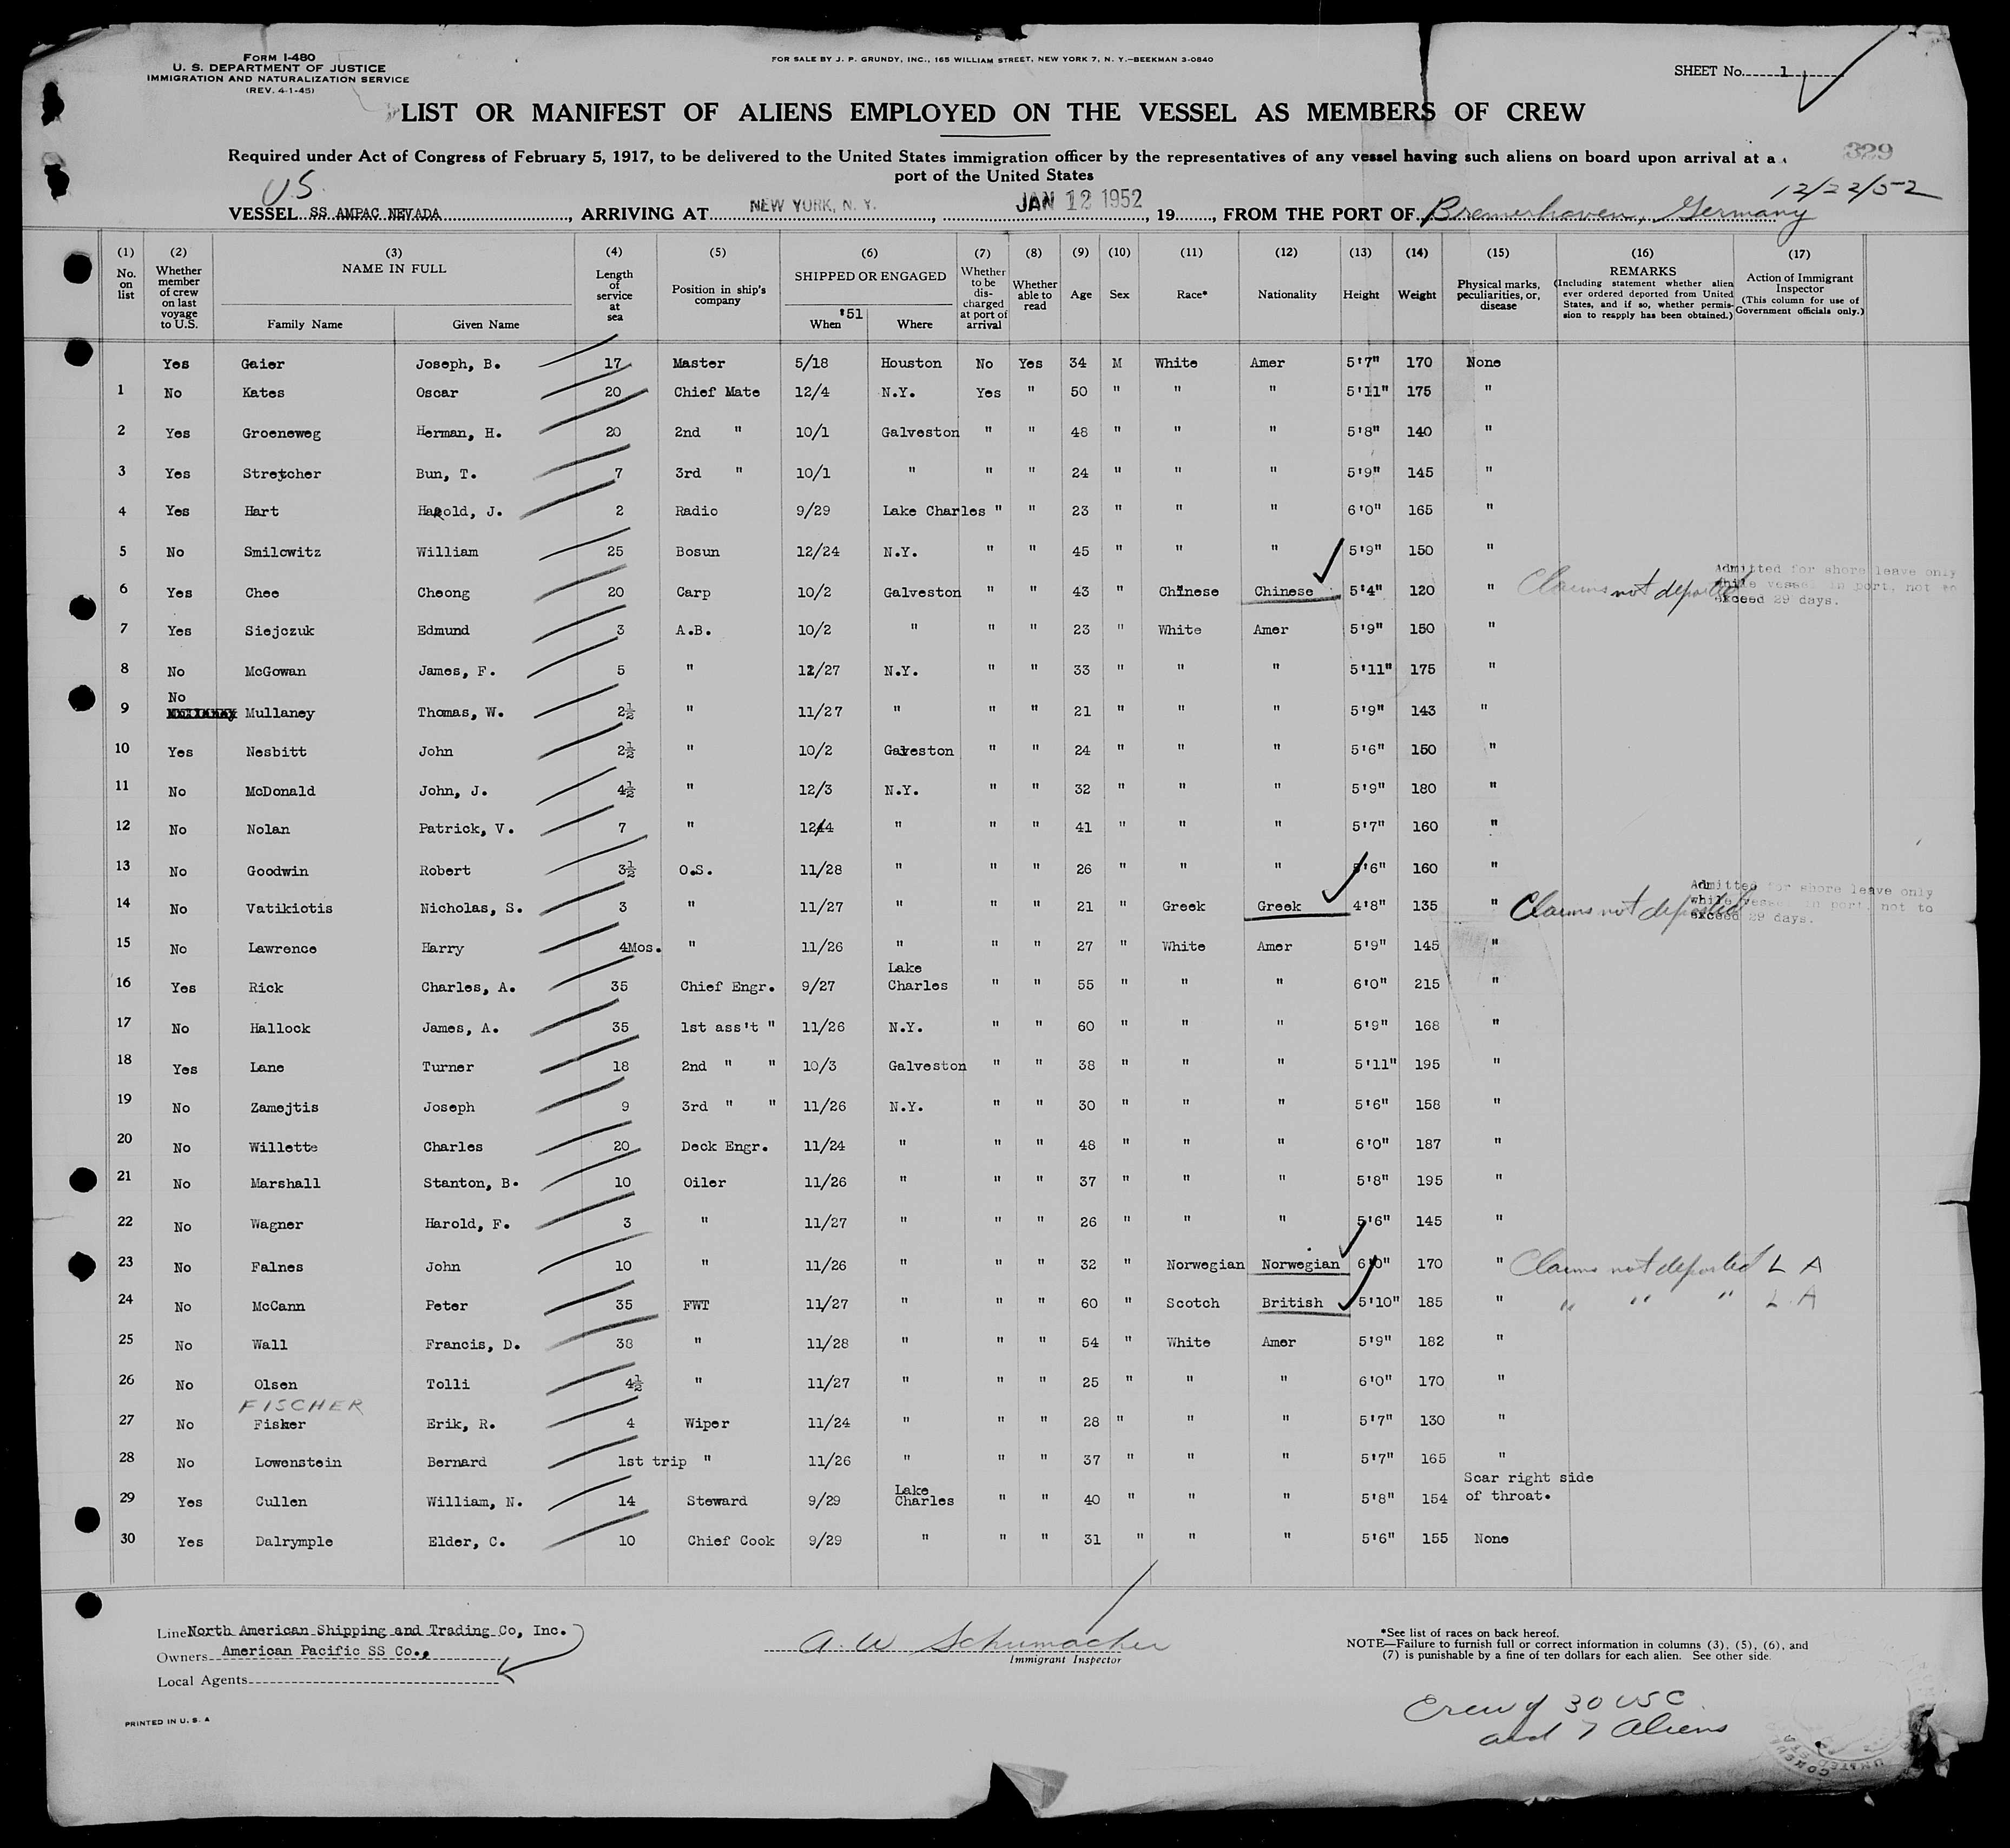 FORM I-480
U. S. DEPARTMENT OF JUSTICE
IMMIGRATION AND NATURALIZATION SERVICE
(REV. 4-1-45)
FOR SALE BY J. P. GRUNDY, INC., 165 WILLIAM STREET, NEW YORK 7, N. Y.—BEEKMAN 3-0840
SHEET No. 1
LIST OR MANIFEST OF ALIENS EMPLOYED ON THE VESSEL AS MEMBERS OF CREW
Required under Act of Congress of February 5, 1917, to be delivered to the United States immigration officer by the representatives of any vessel having such aliens on board upon arrival at a
port of the United States
329
U.S.
12/22/52
VESSEL SS AMPAC NEVADA, ARRIVING AT NEW YORK, N. Y., JAN 12 1952, 19, FROM THE PORT OF Bremerhaven, Germany
(1) No. on list (2) Whether member of crew on last voyage to U.S. (3) NAME IN FULL Family Name Given Name (4) Length of service at sea (5) Position in ship's company (6) SHIPPED OR ENGAGED When '51 Where (7) Whether to be discharged at port of arrival (8) Whether able to read (9) Age (10) Sex (11) Race* (12) Nationality (13) Height (14) Weight (15) Physical marks, peculiarities, or, disease (16) REMARKS (Including statement whether alien ever ordered deported from United States, and if so, whether permission to reapply has been obtained.) (17) Action of Immigrant Inspector (This column for use of Government officials only.)
Yes Gaier Joseph, B. 17 Master 5/18 Houston No Yes 34 M White Amer 5'7" 170 None
1 No Kates Oscar 20 Chief Mate 12/4 N.Y. Yes " 50 " " " 5'11" 175 "
2 Yes Groeneweg Herman, H. 20 2nd " 10/1 Galveston " " 48 " " " 5'8" 140 "
3 Yes Stretcher Bun, T. 7 3rd " 10/1 " " " 24 " " " 5'9" 145 "
4 Yes Hart Harold, J. 2 Radio 9/29 Lake Charles " " 23 " " " 6'0" 165 "
5 No Smilowitz William 25 Bosun 12/24 N.Y. " " 45 " " " 5'9" 150 "
6 Yes Chee Cheong 20 Carp 10/2 Galveston " " 43 " Chinese Chinese 5'4" 120 " Claims not deported Admitted for shore leave only while vessel in port, not to exceed 29 days.
7 Yes Siejczuk Edmund 3 A.B. 10/2 " " " 23 " White Amer 5'9" 150 "
8 No McGowan James, F. 5 " 11/27 N.Y. " " 33 " " " 5'11" 175 "
9 No Mullaney Thomas, W. 2½ " 11/27 " " " 21 " " " 5'9" 143 "
10 Yes Nesbitt John 2½ " 10/2 Galveston " " 24 " " " 5'6" 150 "
11 No McDonald John, J. 4½ " 12/3 N.Y. " " 32 " " " 5'9" 180 "
12 No Nolan Patrick, V. 7 " 12/4 " " " 41 " " " 5'7" 160 "
13 No Goodwin Robert 3½ O.S. 11/28 " " " 26 " " " 5'6" 160 "
14 No Vatikiotis Nicholas, S. 3 " 11/27 " " " 21 " Greek Greek 4'8" 135 " Claims not deported Admitted for shore leave only while vessel in port, not to exceed 29 days.
15 No Lawrence Harry 4Mos. " 11/26 " " " 27 " White Amer 5'9" 145 "
16 Yes Rick Charles, A. 35 Chief Engr. 9/27 Lake Charles " " 55 " " " 6'0" 215 "
17 No Hallock James, A. 35 1st ass't " 11/26 N.Y. " " 60 " " " 5'9" 168 "
18 Yes Lane Turner 18 2nd " " 10/3 Galveston " " 38 " " " 5'11" 195 "
19 No Zamejtis Joseph 9 3rd " " 11/26 N.Y. " " 30 " " " 5'6" 158 "
20 No Willette Charles 20 Deck Engr. 11/24 " " " 48 " " " 6'0" 187 "
21 No Marshall Stanton, B. 10 Oiler 11/26 " " " 37 " " " 5'8" 195 "
22 No Wagner Harold, F. 3 " 11/27 " " " 26 " " " 5'6" 145 "
23 No Falnes John 10 " 11/26 " " " 32 " Norwegian Norwegian 6'0" 170 " Claims not deported L A
24 No McCann Peter 35 FWT 11/27 " " " 60 " Scotch British 5'10" 185 " " " " L A
25 No Wall Francis, D. 38 " 11/28 " " " 54 " White Amer 5'9" 182 "
26 No Olsen Tolli 4½ " 11/27 " " " 25 " " " 6'0" 170 "
FISCHER
27 No Fisher Erik, R. 4 Wiper 11/24 " " " 28 " " " 5'7" 130 "
28 No Lowenstein Bernard 1st trip " 11/26 " " " 37 " " " 5'7" 165 "
29 Yes Cullen William, N. 14 Steward 9/29 Lake Charles " " 40 " " " 5'8" 154 Scar right side of throat.
30 Yes Dalrymple Elder, C. 10 Chief Cook 9/29 " " " 31 " " " 5'6" 155 None
Line North American Shipping and Trading Co, Inc.
Owners American Pacific SS Co.,
Local Agents
A. W Schumacher
Immigrant Inspector
*See list of races on back hereof.
NOTE—Failure to furnish full or correct information in columns (3), (5), (6), and
(7) is punishable by a fine of ten dollars for each alien. See other side.
Crew of 30 USC
and 7 Aliens
PRINTED IN U. S. A